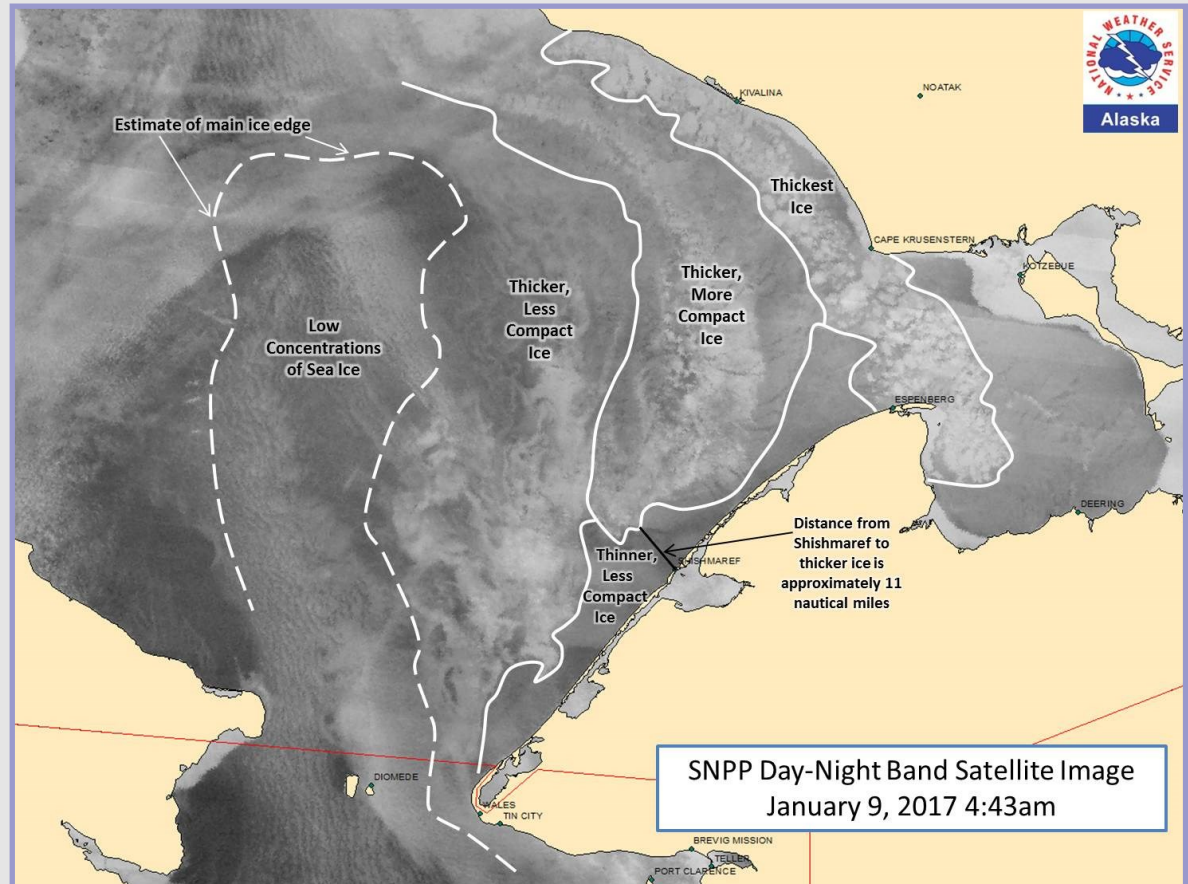 NATIONAL WEATHER SERVICE
Alaska
KIVALINA
NOATAK
Estimate of main ice edge
Thickest
Ice
CAPE KRUSENSTERN
KOTZEBUE
Thicker,
Less
Compact
Ice
Thicker,
More
Compact
Ice
Low
Concentrations
of Sea Ice
ESPENBERG
DEERING
Distance from
Shishmaref to
thicker ice is
approximately 11
nautical miles
Thinner,
Less
Compact
Ice
SHISHMAREF
SNPP Day-Night Band Satellite Image
January 9, 2017 4:43am
DIOMEDE
WALES
TIN CITY
BREVIG MISSION
TELLER
PORT CLARENCE